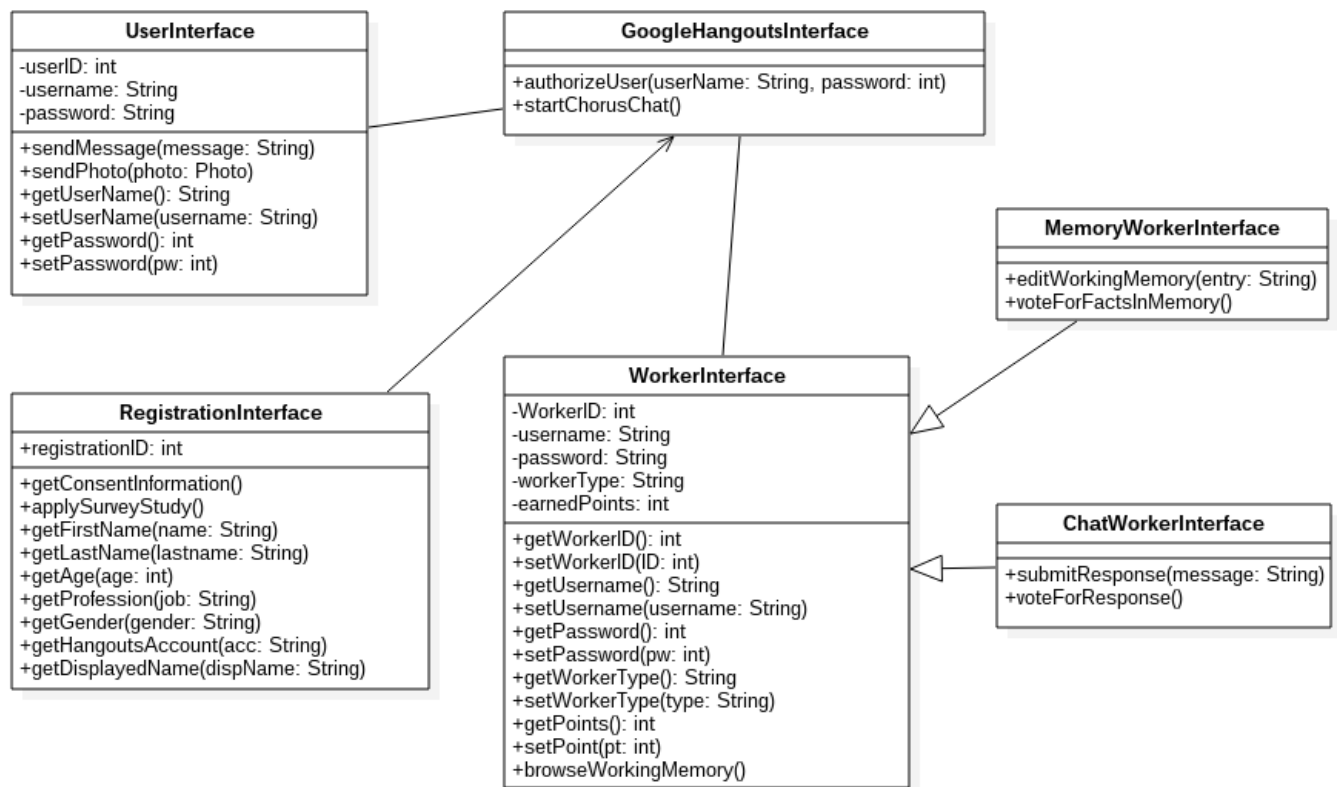 UserInterface
-userID: int
-username: String
-password: String
+sendMessage(message: String)
+sendPhoto(photo: Photo)
+getUserName(): String
+setUserName(username: String)
+getPassword(): int
+setPassword(pw: int)
GoogleHangoutsInterface
+authorizeUser(userName: String, password: int)
+startChorusChat()
MemoryWorkerInterface
+editWorkingMemory(entry: String)
+voteForFactsInMemory()
RegistrationInterface
+registrationID: int
+getConsentInformation()
+applySurveyStudy()
+getFirstName(name: String)
+getLastName(lastname: String)
+getAge(age: int)
+getProfession(job: String)
+getGender(gender: String)
+getHangoutsAccount(acc: String)
+getDisplayedName(dispName: String)
WorkerInterface
-WorkerID: int
-username: String
-password: String
-workerType: String
-earnedPoints: int
+getWorkerID(): int
+setWorkerID(ID: int)
+getUsername(): String
+setUsername(username: String)
+getPassword(): int
+setPassword(pw: int)
+getWorkerType(): String
+setWorkerType(type: String)
+getPoints(): int
+setPoint(pt: int)
+browseWorkingMemory()
ChatWorkerInterface
+submitResponse(message: String)
+voteForResponse()